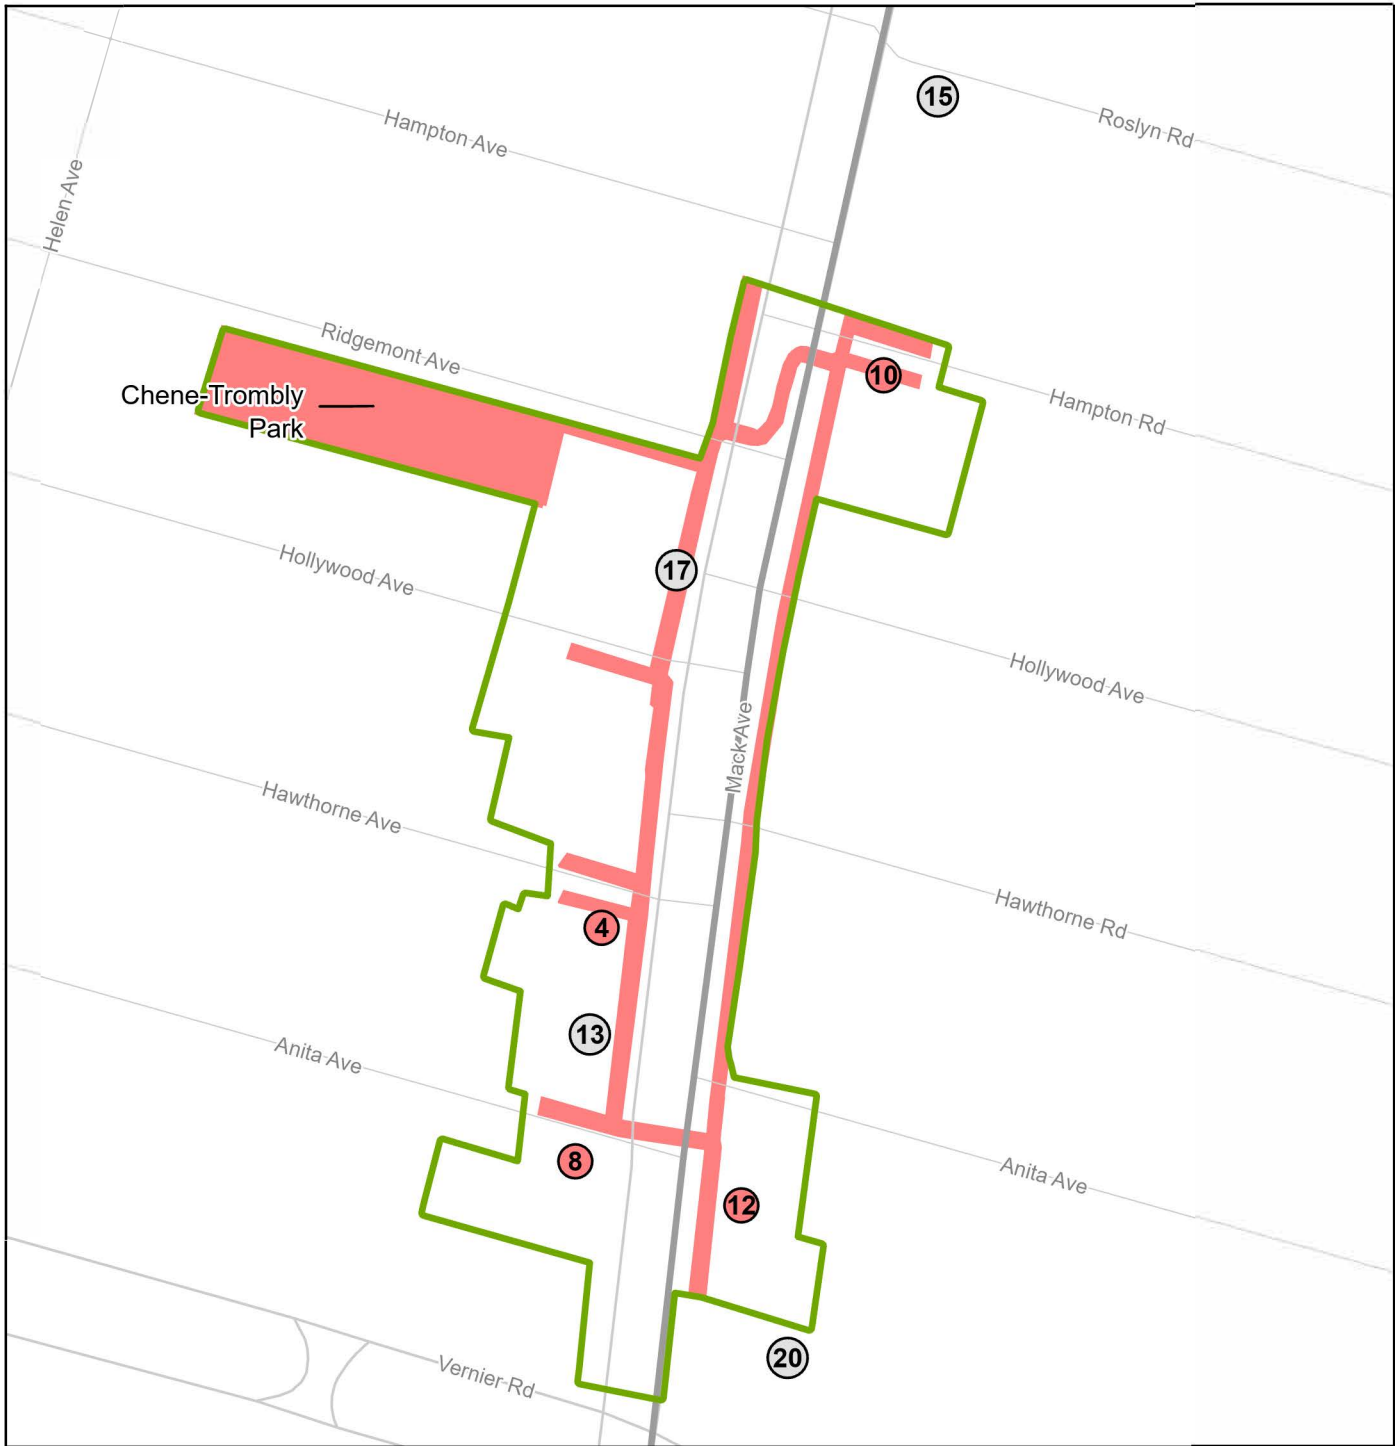 15
Roslyn Rd
Hampton Ave
Helen Ave
Ridgemont Ave
Chene-Trombly
Park
10
Hampton Rd
Hollywood Ave
17
Hollywood Ave
Mack Ave
Hawthorne Ave
Hawthorne Rd
4
13
Anita Ave
8
Anita Ave
12
20
Vernier Rd